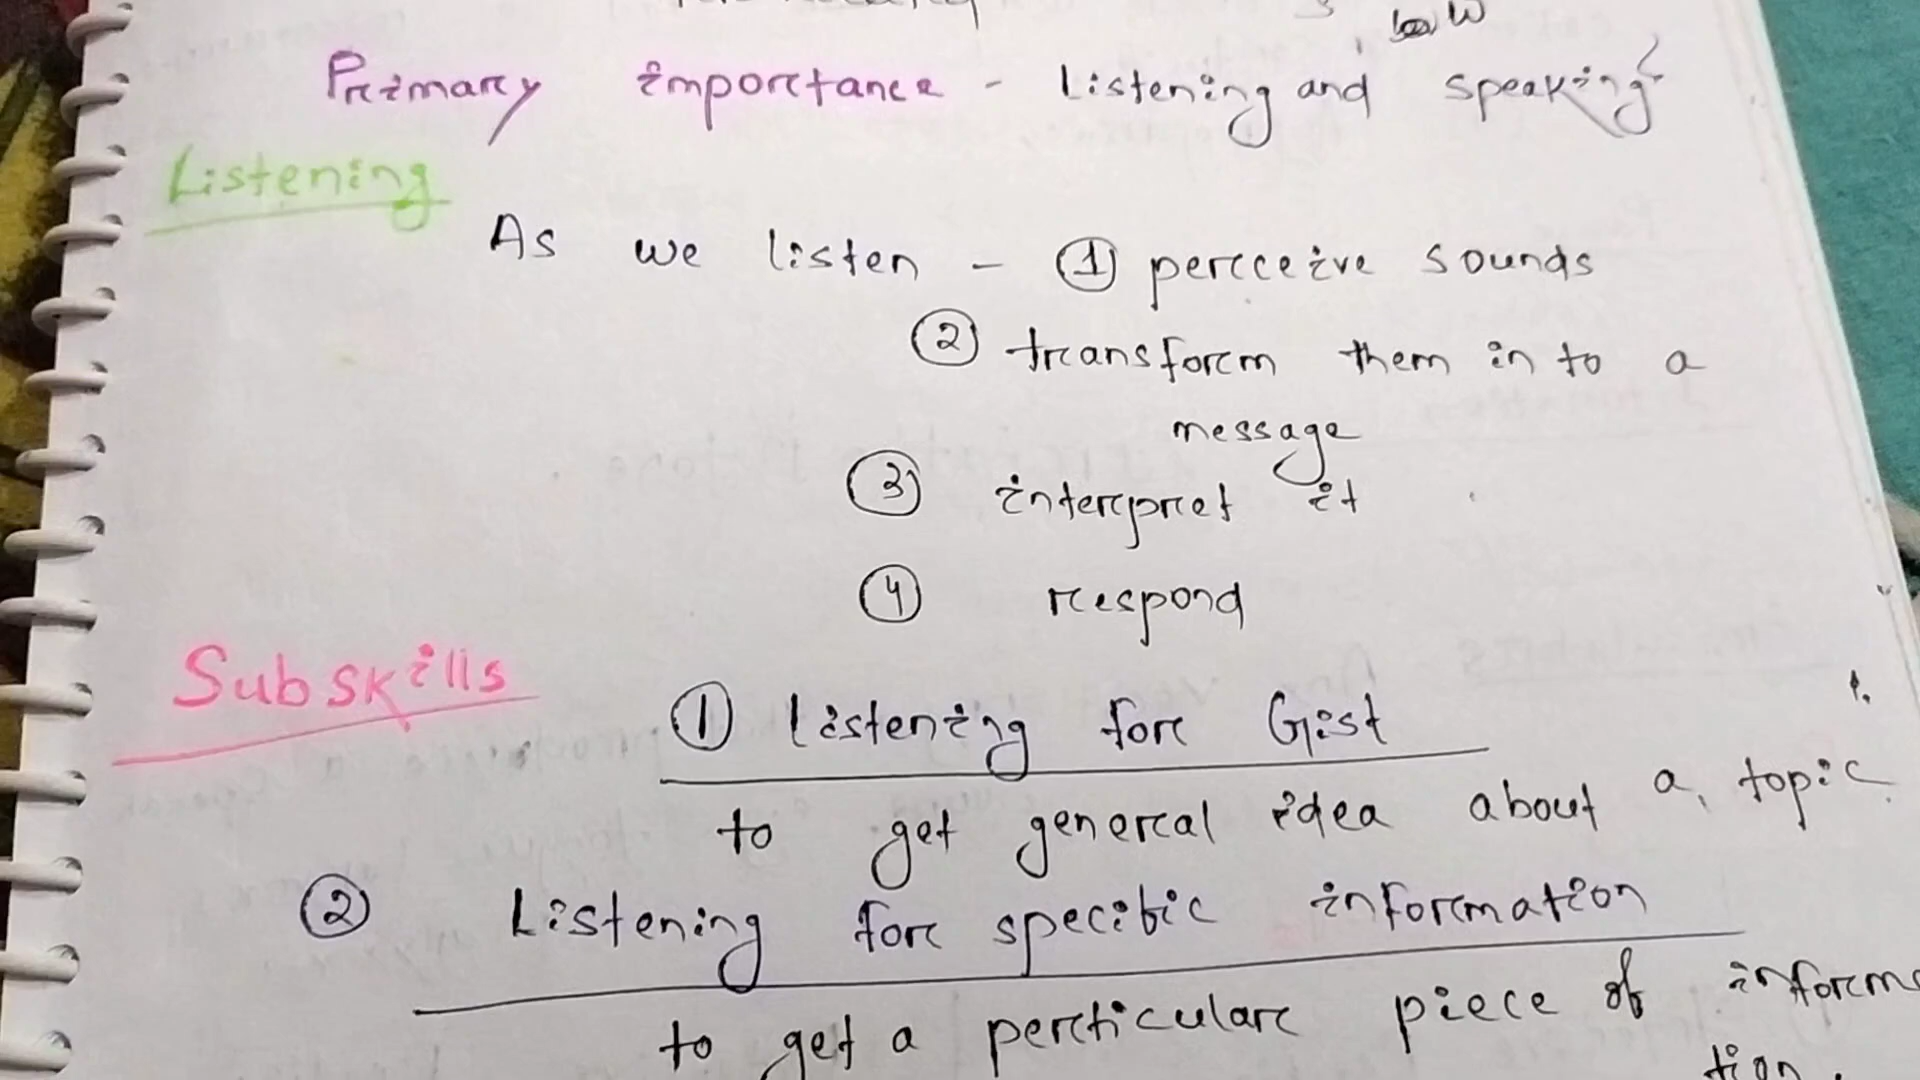 Primary importance - Listening and speaking
Listening
As we listen - ① perceive sounds
② transform them in to a
message
③ interpret it
④ respond
Subskills
① Listening for Gist
to get general idea about a topic
② Listening for specific information
to get a perticular piece of informa
tion.